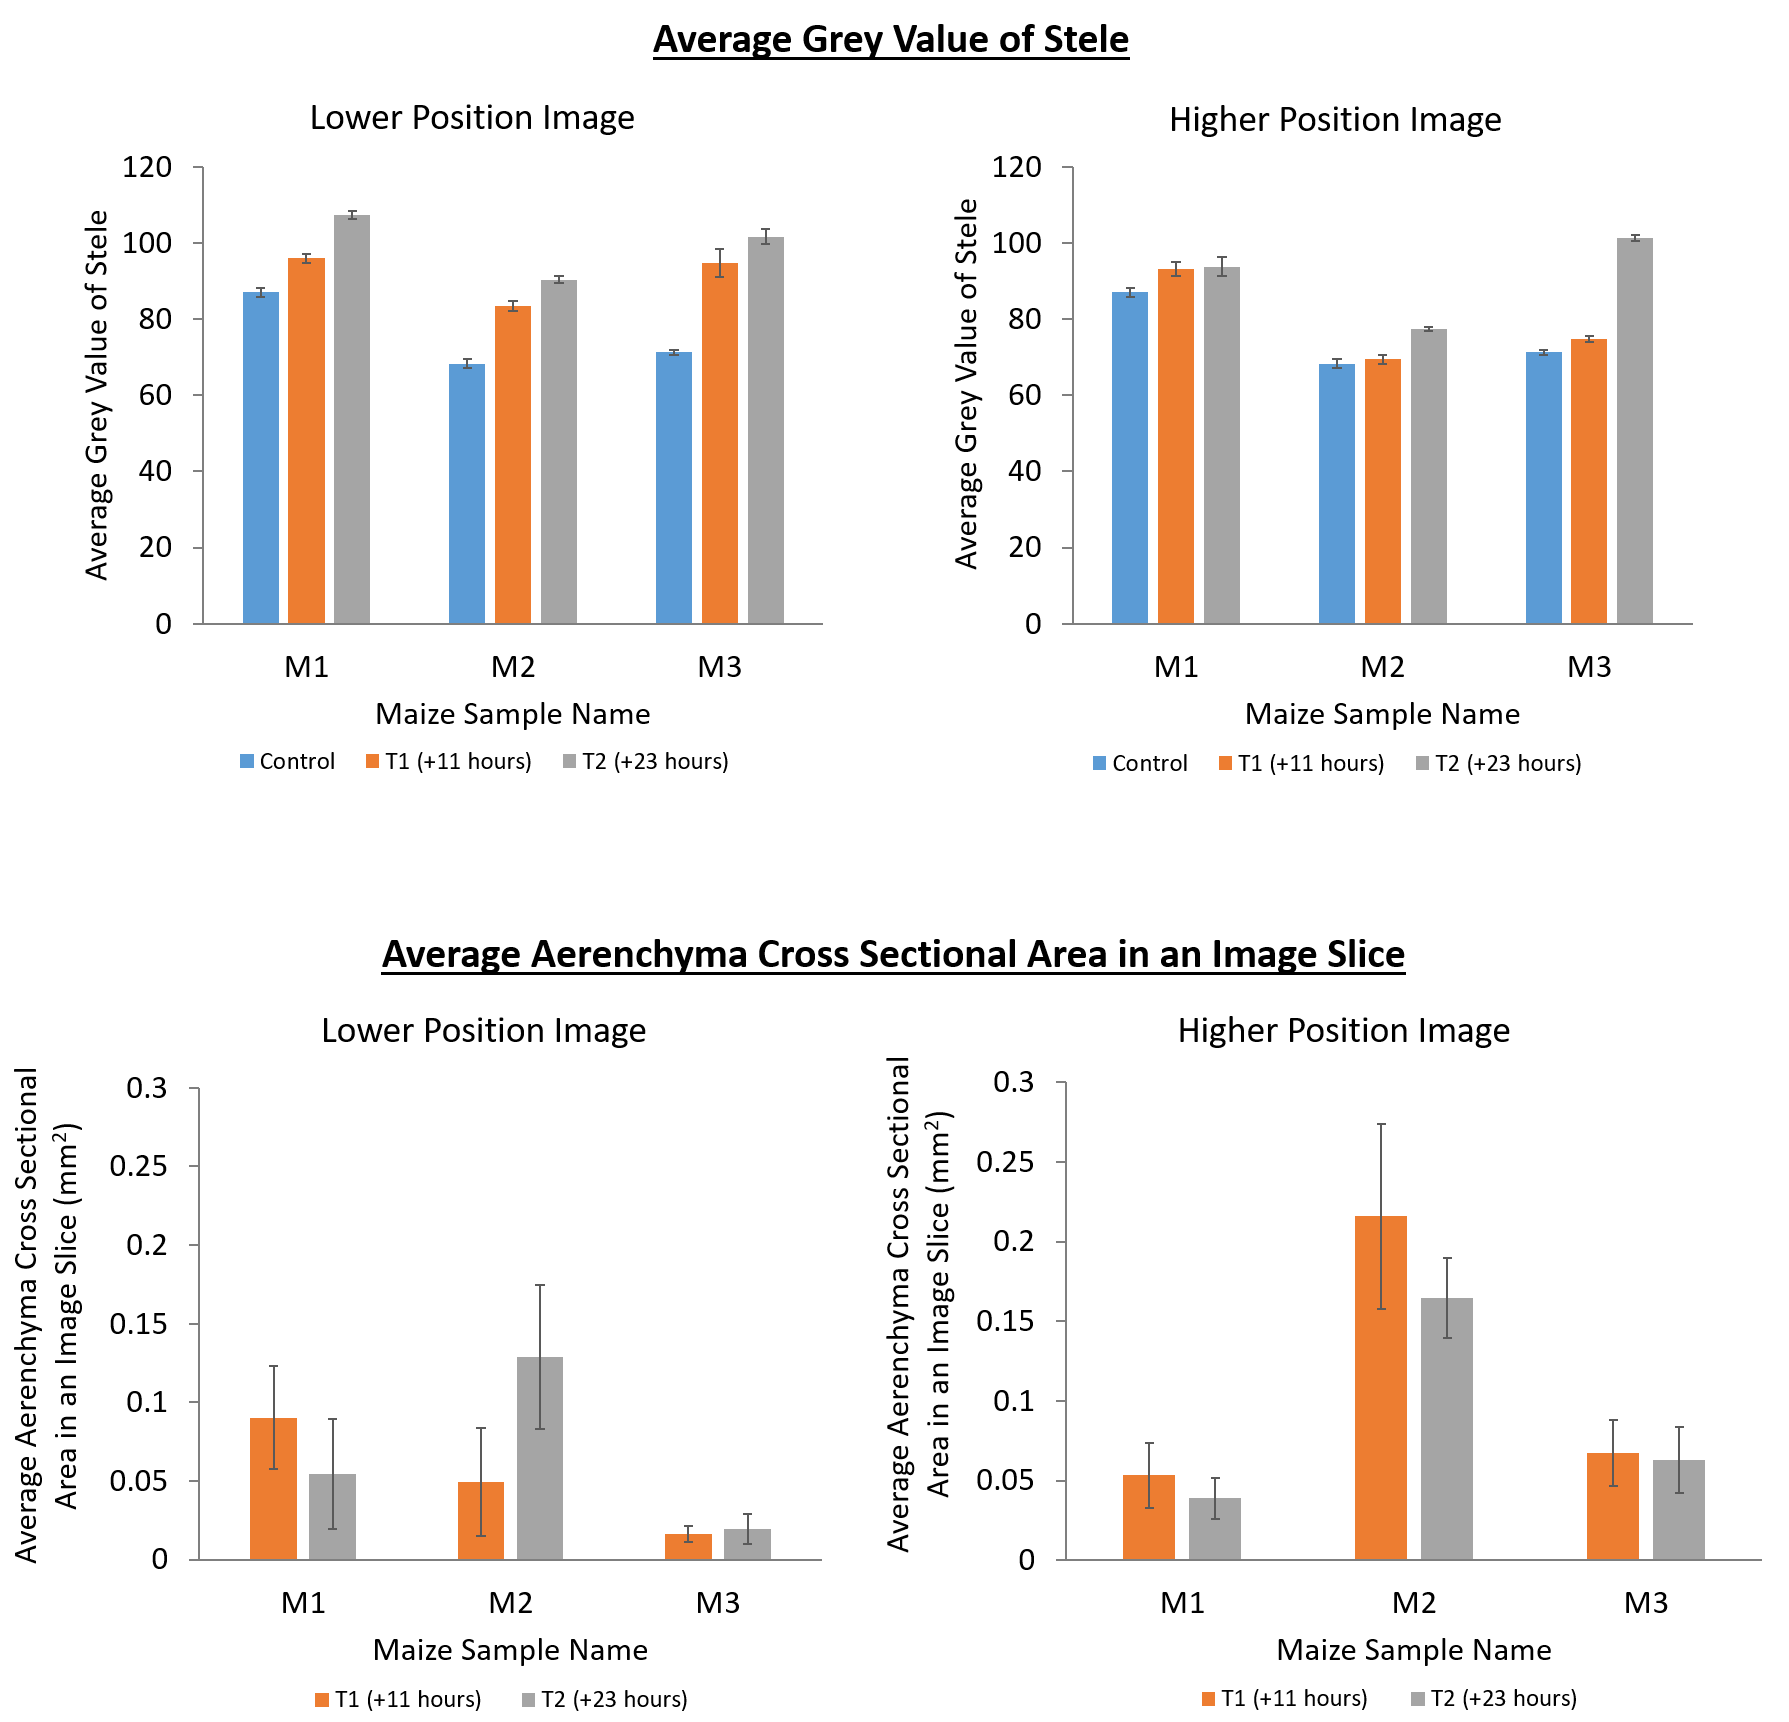 Average Grey Value of Stele
Lower Position Image
Average Grey Value of Stele
120
100
80
60
40
20
0
M1 M2 M3
Maize Sample Name
Control T1 (+11 hours) T2 (+23 hours)
Higher Position Image
Average Grey Value of Stele
120
100
80
60
40
20
0
M1 M2 M3
Maize Sample Name
Control T1 (+11 hours) T2 (+23 hours)
Average Aerenchyma Cross Sectional Area in an Image Slice
Lower Position Image
Average Aerenchyma Cross Sectional
Area in an Image Slice (mm²)
0.3
0.25
0.2
0.15
0.1
0.05
0
M1 M2 M3
Maize Sample Name
T1 (+11 hours) T2 (+23 hours)
Higher Position Image
Average Aerenchyma Cross Sectional
Area in an Image Slice (mm²)
0.3
0.25
0.2
0.15
0.1
0.05
0
M1 M2 M3
Maize Sample Name
T1 (+11 hours) T2 (+23 hours)